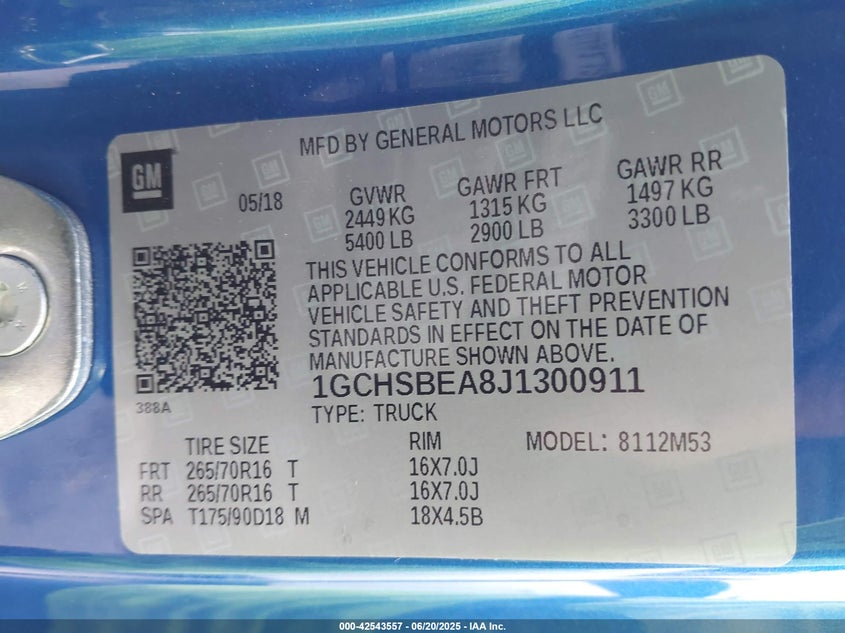 MFD BY GENERAL MOTORS LLC
GM
05/18
GVWR GAWR FRT GAWR RR
2449 KG 1315 KG 1497 KG
5400 LB 2900 LB 3300 LB
THIS VEHICLE CONFORMS TO ALL
APPLICABLE U.S. FEDERAL MOTOR
VEHICLE SAFETY AND THEFT PREVENTION
STANDARDS IN EFFECT ON THE DATE OF
MANUFACTURE SHOWN ABOVE.
388A
1GCHSBEA8J1300911
TYPE: TRUCK
TIRE SIZE RIM MODEL: 8112M53
FRT 265/70R16 T 16X7.0J
RR 265/70R16 T 16X7.0J
SPA T175/90D18 M 18X4.5B
000-42543557 - 06/20/2025 - IAA Inc.